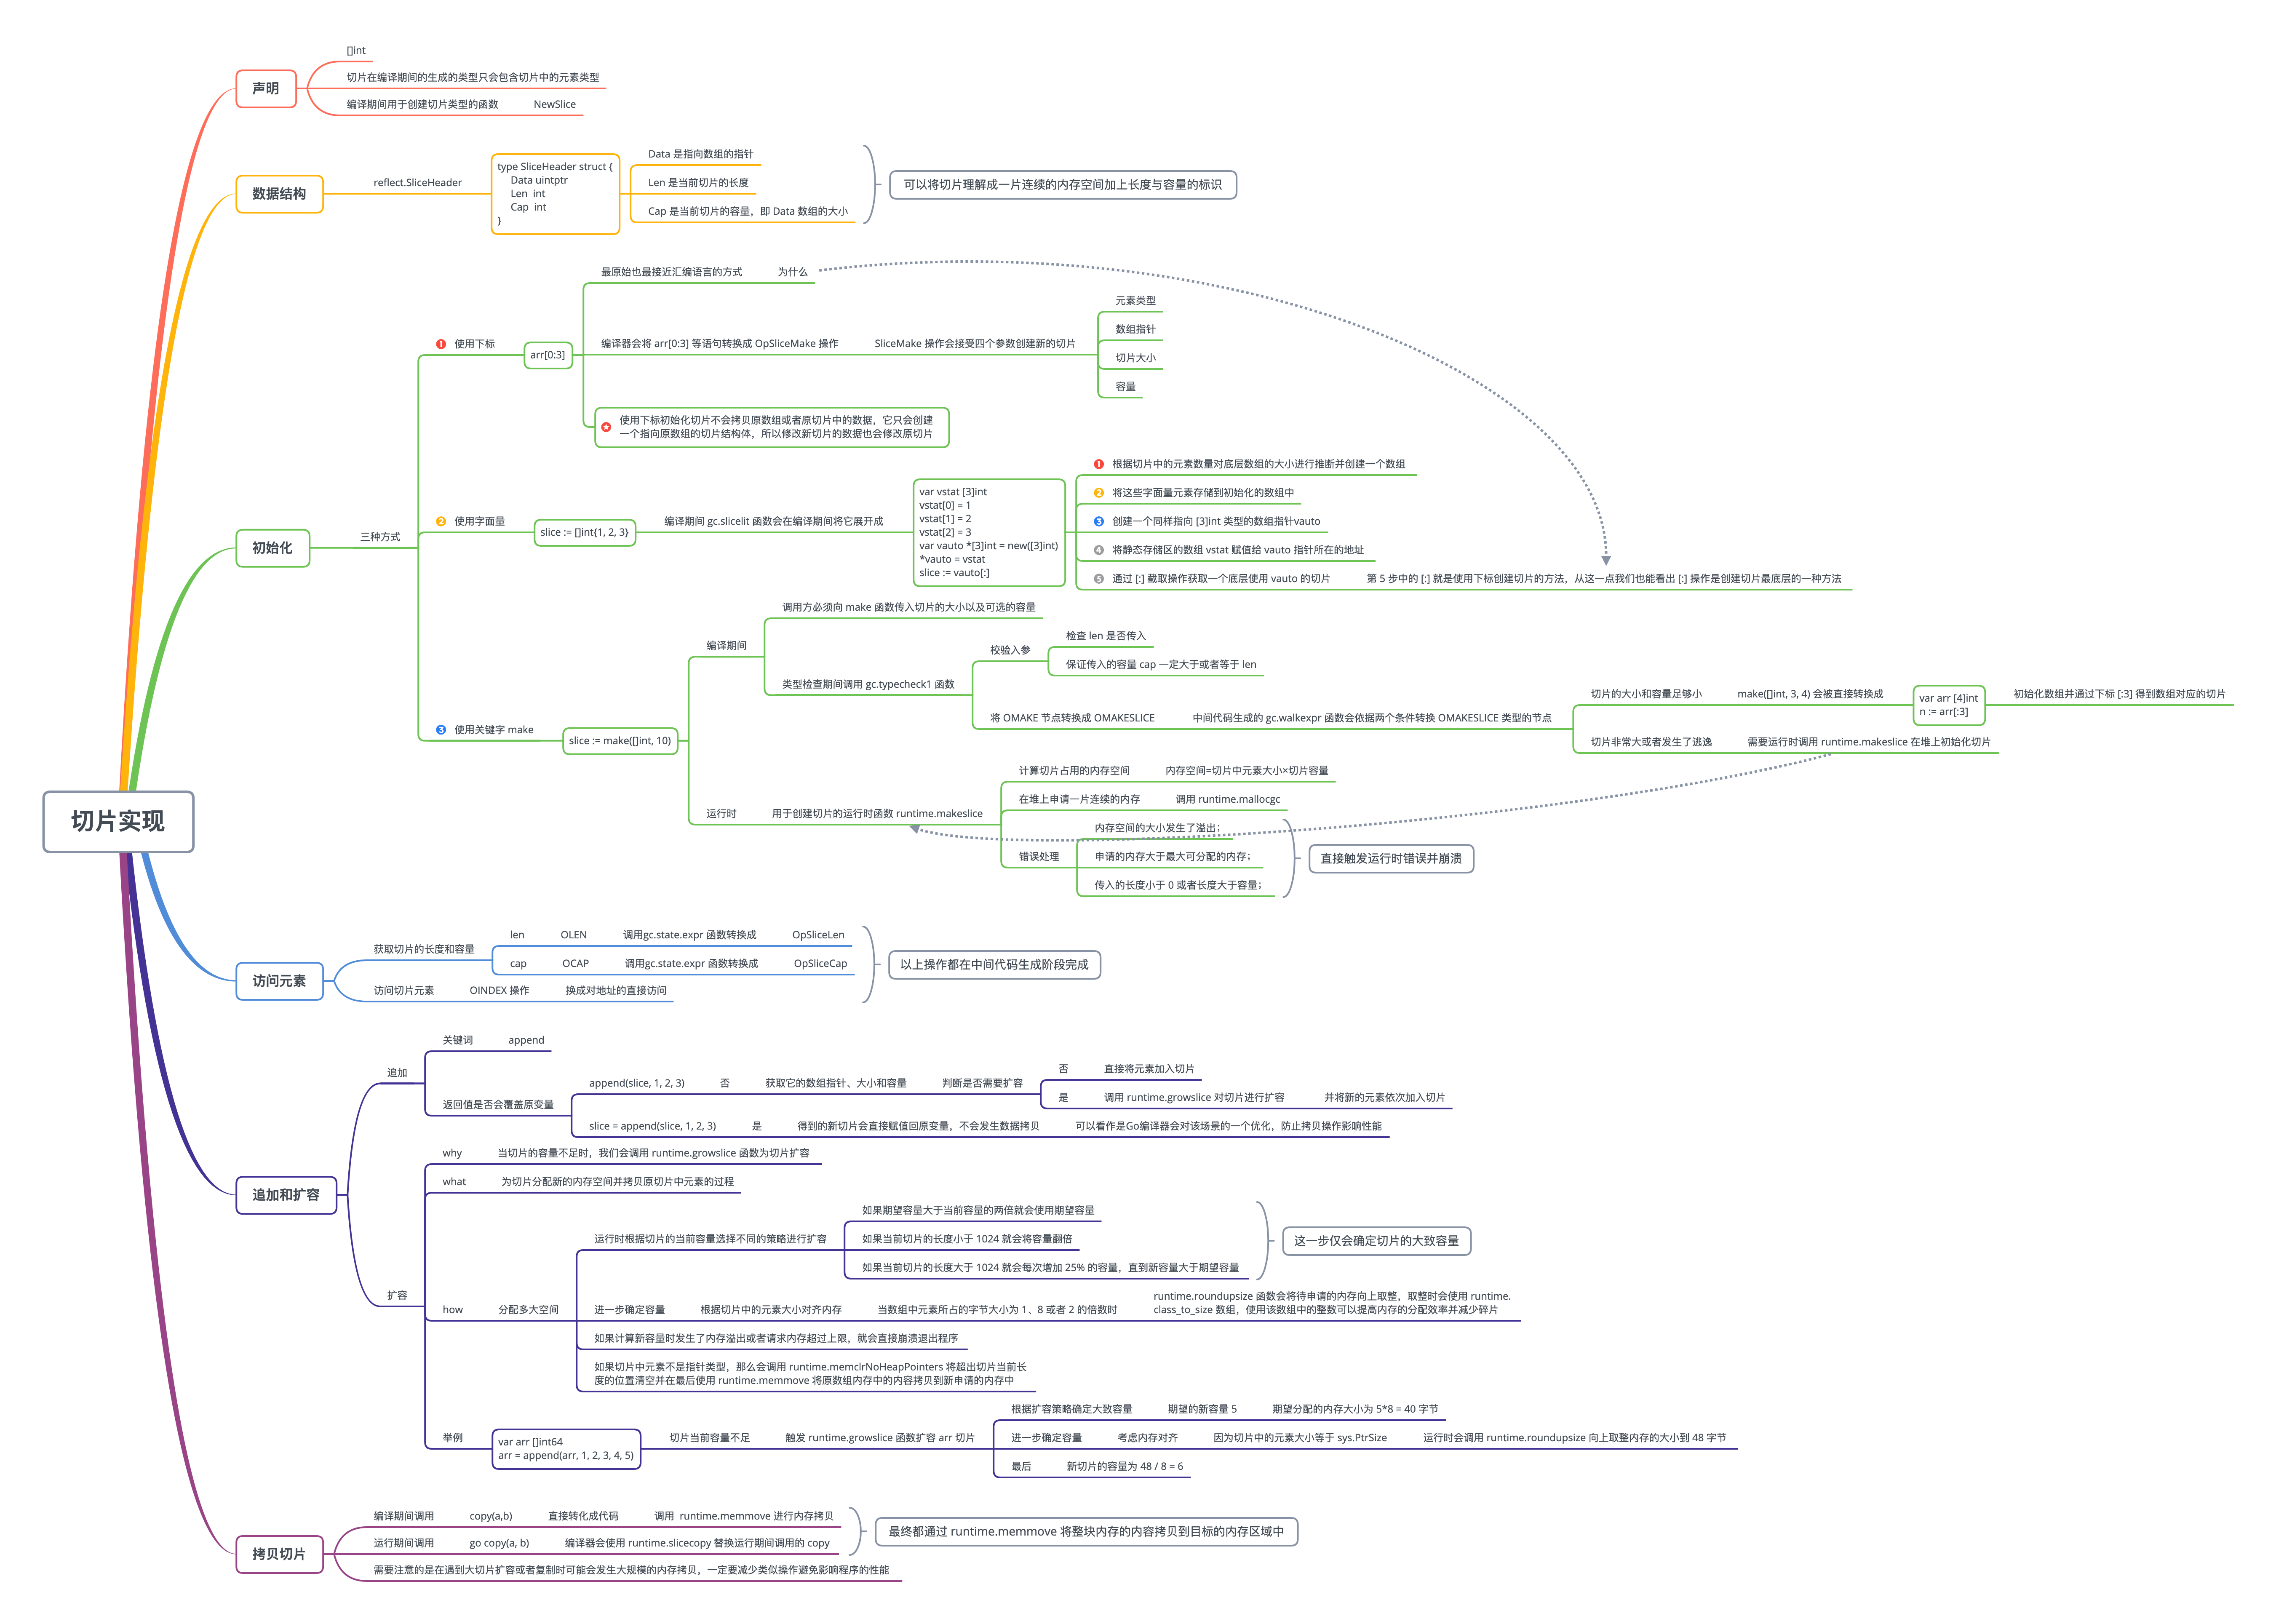 切片实现
声明
[]int
切片在编译期间的生成的类型只会包含切片中的元素类型
编译期间用于创建切片类型的函数 NewSlice
数据结构
reflect.SliceHeader
type SliceHeader struct {
Data uintptr
Len int
Cap int
}
Data 是指向数组的指针
Len 是当前切片的长度
Cap 是当前切片的容量，即 Data 数组的大小
可以将切片理解成一片连续的内存空间加上长度与容量的标识
初始化
三种方式
1 使用下标
arr[0:3]
最原始也最接近汇编语言的方式 为什么
编译器会将 arr[0:3] 等语句转换成 OpSliceMake 操作 SliceMake 操作会接受四个参数创建新的切片
元素类型
数组指针
切片大小
容量
使用下标初始化切片不会拷贝原数组或者原切片中的数据，它只会创建
一个指向原数组的切片结构体，所以修改新切片的数据也会修改原切片
2 使用字面量
slice := []int{1, 2, 3}
编译期间 gc.slicelit 函数会在编译期间将它展开成
var vstat [3]int
vstat[0] = 1
vstat[1] = 2
vstat[2] = 3
var vauto *[3]int = new([3]int)
*vauto = vstat
slice := vauto[:]
1 根据切片中的元素数量对底层数组的大小进行推断并创建一个数组
2 将这些字面量元素存储到初始化的数组中
3 创建一个同样指向 [3]int 类型的数组指针vauto
4 将静态存储区的数组 vstat 赋值给 vauto 指针所在的地址
5 通过 [:] 截取操作获取一个底层使用 vauto 的切片 第 5 步中的 [:] 就是使用下标创建切片的方法，从这一点我们也能看出 [:] 操作是创建切片最底层的一种方法
3 使用关键字 make
slice := make([]int, 10)
编译期间
调用方必须向 make 函数传入切片的大小以及可选的容量
类型检查期间调用 gc.typecheck1 函数
校验入参
检查 len 是否传入
保证传入的容量 cap 一定大于或者等于 len
将 OMAKE 节点转换成 OMAKESLICE 中间代码生成的 gc.walkexpr 函数会依据两个条件转换 OMAKESLICE 类型的节点
切片的大小和容量足够小 make([]int, 3, 4) 会被直接转换成
var arr [4]int
n := arr[:3]
初始化数组并通过下标 [:3] 得到数组对应的切片
切片非常大或者发生了逃逸 需要运行时调用 runtime.makeslice 在堆上初始化切片
运行时 用于创建切片的运行时函数 runtime.makeslice
计算切片占用的内存空间 内存空间=切片中元素大小×切片容量
在堆上申请一片连续的内存 调用 runtime.mallocgc
错误处理
内存空间的大小发生了溢出；
申请的内存大于最大可分配的内存；
传入的长度小于 0 或者长度大于容量；
直接触发运行时错误并崩溃
访问元素
获取切片的长度和容量
len OLEN 调用gc.state.expr 函数转换成 OpSliceLen
cap OCAP 调用gc.state.expr 函数转换成 OpSliceCap
访问切片元素 OINDEX 操作 换成对地址的直接访问
以上操作都在中间代码生成阶段完成
追加和扩容
追加
关键词 append
返回值是否会覆盖原变量
append(slice, 1, 2, 3) 否 获取它的数组指针、大小和容量 判断是否需要扩容
否 直接将元素加入切片
是 调用 runtime.growslice 对切片进行扩容 并将新的元素依次加入切片
slice = append(slice, 1, 2, 3) 是 得到的新切片会直接赋值回原变量，不会发生数据拷贝 可以看作是Go编译器会对该场景的一个优化，防止拷贝操作影响性能
扩容
why 当切片的容量不足时，我们会调用 runtime.growslice 函数为切片扩容
what 为切片分配新的内存空间并拷贝原切片中元素的过程
how 分配多大空间
运行时根据切片的当前容量选择不同的策略进行扩容
如果期望容量大于当前容量的两倍就会使用期望容量
如果当前切片的长度小于 1024 就会将容量翻倍
如果当前切片的长度大于 1024 就会每次增加 25% 的容量，直到新容量大于期望容量
这一步仅会确定切片的大致容量
进一步确定容量 根据切片中的元素大小对齐内存 当数组中元素所占的字节大小为 1、8 或者 2 的倍数时
runtime.roundupsize 函数会将待申请的内存向上取整，取整时会使用 runtime.
class_to_size 数组，使用该数组中的整数可以提高内存的分配效率并减少碎片
如果计算新容量时发生了内存溢出或者请求内存超过上限，就会直接崩溃退出程序
如果切片中元素不是指针类型，那么会调用 runtime.memclrNoHeapPointers 将超出切片当前长
度的位置清空并在最后使用 runtime.memmove 将原数组内存中的内容拷贝到新申请的内存中
举例
var arr []int64
arr = append(arr, 1, 2, 3, 4, 5)
切片当前容量不足 触发 runtime.growslice 函数扩容 arr 切片
根据扩容策略确定大致容量 期望的新容量 5 期望分配的内存大小为 5*8 = 40 字节
进一步确定容量 考虑内存对齐 因为切片中的元素大小等于 sys.PtrSize 运行时会调用 runtime.roundupsize 向上取整内存的大小到 48 字节
最后 新切片的容量为 48 / 8 = 6
拷贝切片
编译期间调用 copy(a,b) 直接转化成代码 调用 runtime.memmove 进行内存拷贝
运行期间调用 go copy(a, b) 编译器会使用 runtime.slicecopy 替换运行期间调用的 copy
最终都通过 runtime.memmove 将整块内存的内容拷贝到目标的内存区域中
需要注意的是在遇到大切片扩容或者复制时可能会发生大规模的内存拷贝，一定要减少类似操作避免影响程序的性能